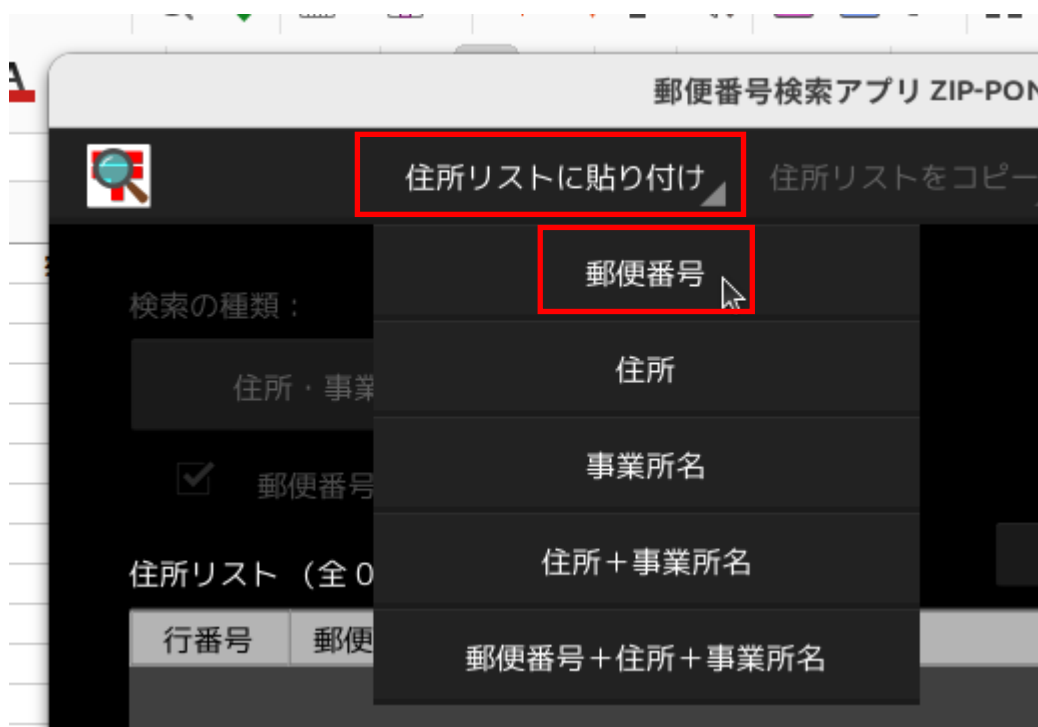 郵便番号検索アプリ ZIP-PON
住所リストに貼り付け
住所リストをコピー
郵便番号
検索の種類：
住所
住所・事業
事業所名
郵便番号
住所＋事業所名
住所リスト （全 0
行番号
郵便
郵便番号＋住所＋事業所名